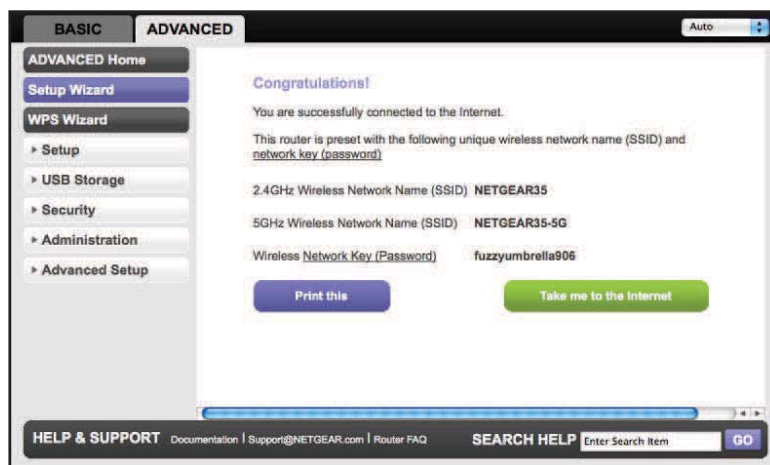 BASIC ADVANCED Auto
ADVANCED Home
Setup Wizard
WPS Wizard
▸ Setup
▸ USB Storage
▸ Security
▸ Administration
▸ Advanced Setup
Congratulations!
You are successfully connected to the Internet.
This router is preset with the following unique wireless network name (SSID) and
network key (password)
2.4GHz Wireless Network Name (SSID) NETGEAR35
5GHz Wireless Network Name (SSID) NETGEAR35-5G
Wireless Network Key (Password) fuzzyumbrella906
Print this Take me to the Internet
HELP & SUPPORT Documentation | Support@NETGEAR.com | Router FAQ SEARCH HELP Enter Search Item GO